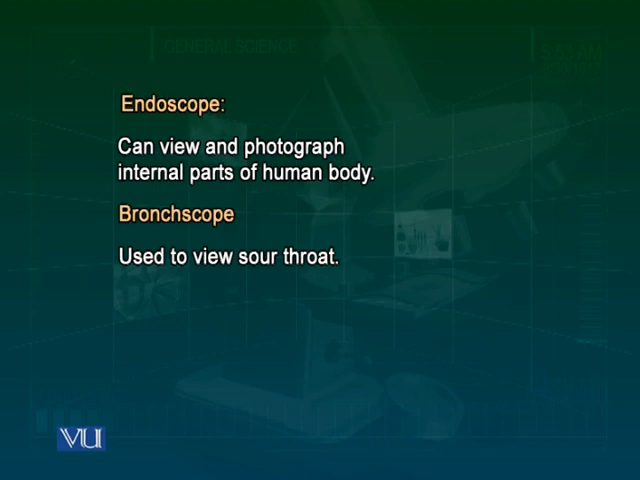 GENERAL SCIENCE
Endoscope:
Can view and photograph
internal parts of human body.
Bronchscope
Used to view sour throat.
VU